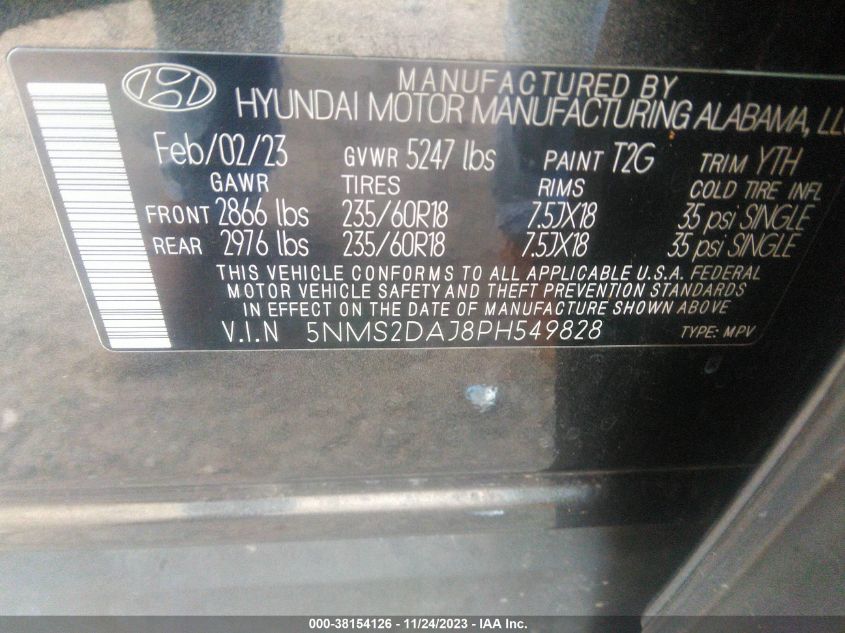 MANUFACTURED BY
HYUNDAI MOTOR MANUFACTURING ALABAMA, LLC
Feb/02/23 GVWR 5247 lbs PAINT T2G TRIM YTH
GAWR TIRES RIMS COLD TIRE INFL
FRONT 2866 lbs 235/60R18 7.5JX18 35 psi SINGLE
REAR 2976 lbs 235/60R18 7.5JX18 35 psi SINGLE
THIS VEHICLE CONFORMS TO ALL APPLICABLE U.S.A. FEDERAL
MOTOR VEHICLE SAFETY AND THEFT PREVENTION STANDARDS
IN EFFECT ON THE DATE OF MANUFACTURE SHOWN ABOVE
V.I.N 5NMS2DAJ8PH549828 TYPE: MPV
000-38154126 - 11/24/2023 - IAA Inc.